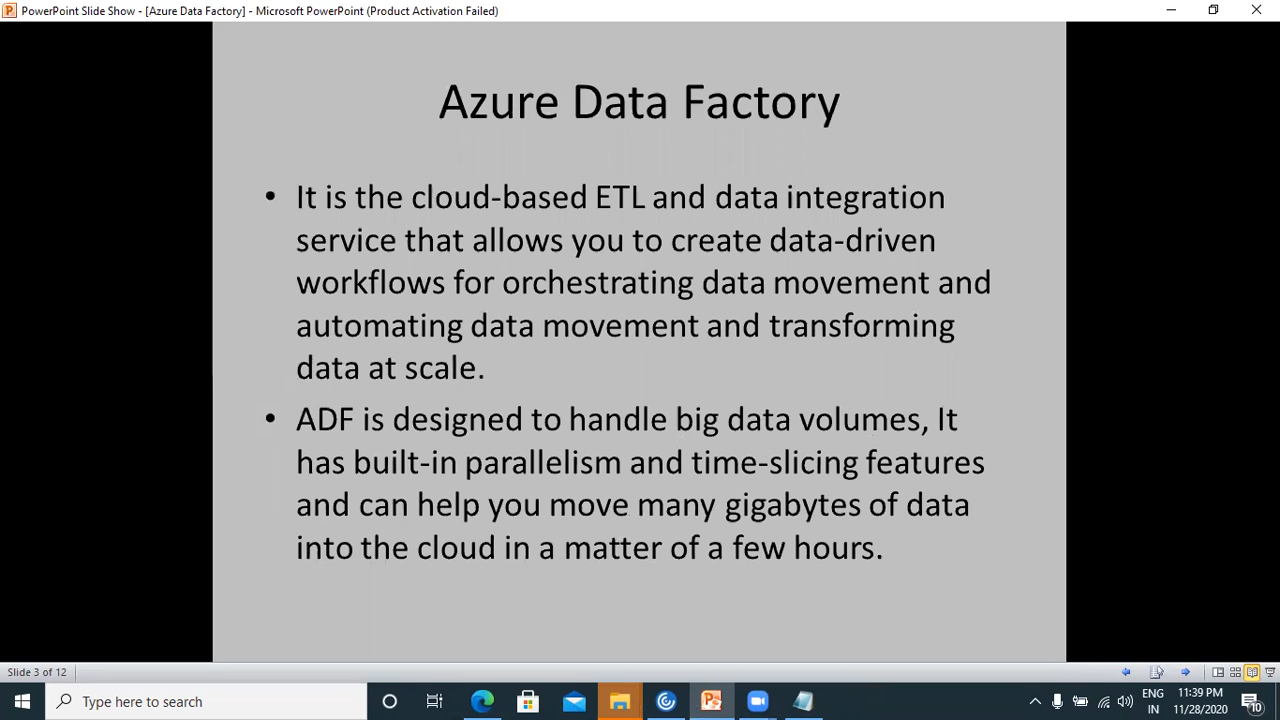 PowerPoint Slide Show - [Azure Data Factory] - Microsoft PowerPoint (Product Activation Failed)
Azure Data Factory
• It is the cloud-based ETL and data integration
service that allows you to create data-driven
workflows for orchestrating data movement and
automating data movement and transforming
data at scale.
• ADF is designed to handle big data volumes, It
has built-in parallelism and time-slicing features
and can help you move many gigabytes of data
into the cloud in a matter of a few hours.
Slide 3 of 12
Type here to search
ENG
IN
11:39 PM
11/28/2020
10